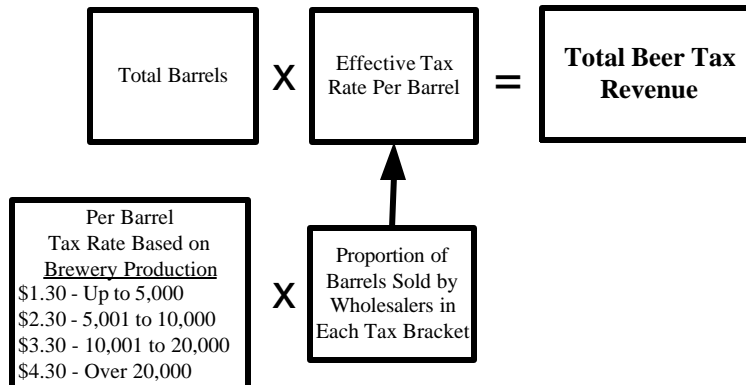 Total Barrels
X
Effective Tax
Rate Per Barrel
=
Total Beer Tax
Revenue
Per Barrel
Tax Rate Based on
Brewery Production
$1.30 - Up to 5,000
$2.30 - 5,001 to 10,000
$3.30 - 10,001 to 20,000
$4.30 - Over 20,000
X
Proportion of
Barrels Sold by
Wholesalers in
Each Tax Bracket